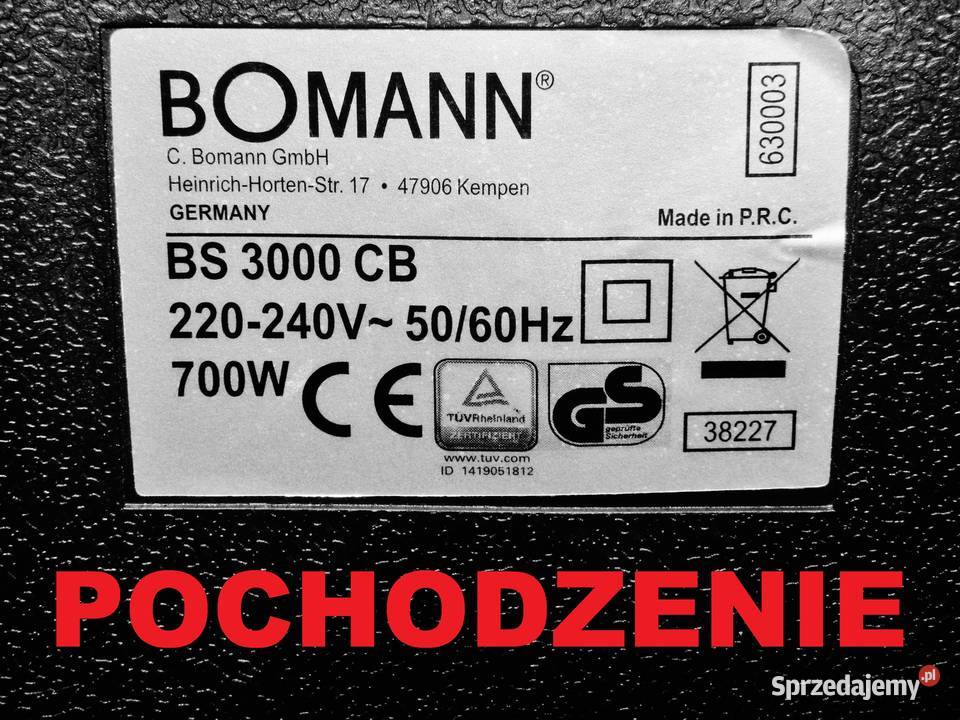 BOMANN®
630003
C. Bomann GmbH
Heinrich-Horten-Str. 17 • 47906 Kempen
GERMANY
Made in P.R.C.
BS 3000 CB
220-240V~ 50/60Hz
700W CE
TÜVRheinland
ZERTIFIZIERT
GS
geprüfte
Sicherheit
38227
www.tuv.com
ID 1419051812
POCHODZENIE
Sprzedajemy.pl